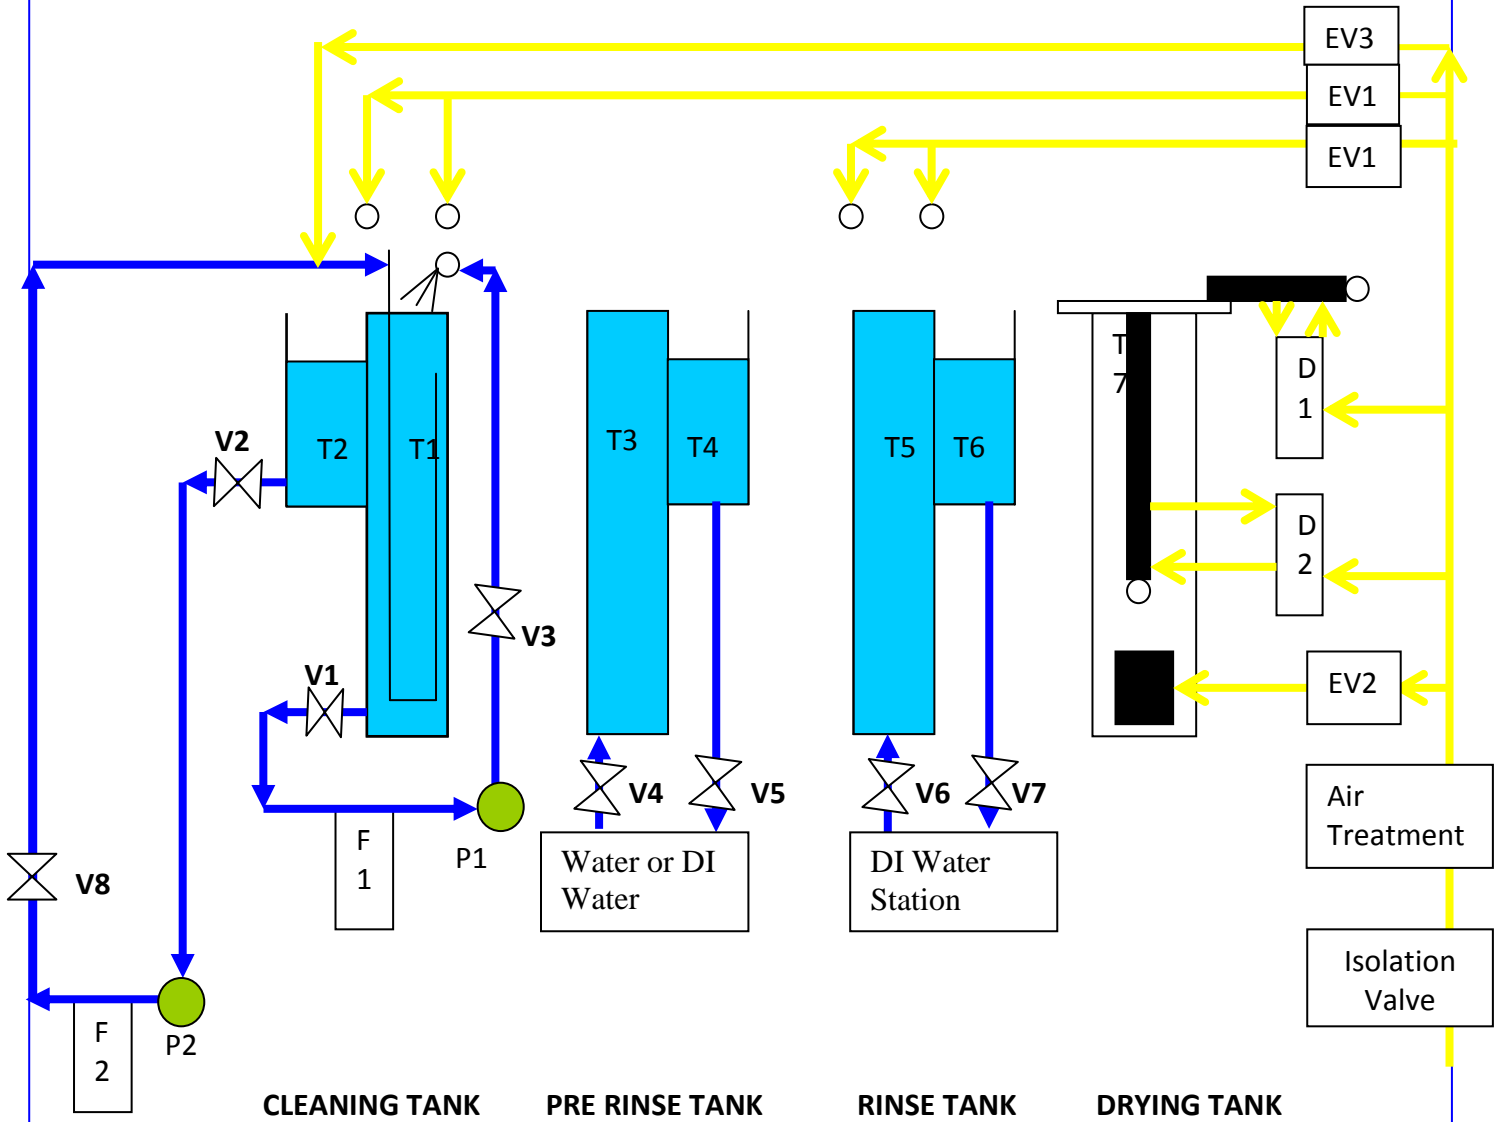 EV3
EV1
EV1
T
7
D
1
V2
T2
T1
T3
T4
T5
T6
D
2
V3
V1
EV2
V4
V5
V6
V7
Air
Treatment
F
1
P1
Water or DI
Water
DI Water
Station
V8
Isolation
Valve
F
2
P2
CLEANING TANK
PRE RINSE TANK
RINSE TANK
DRYING TANK